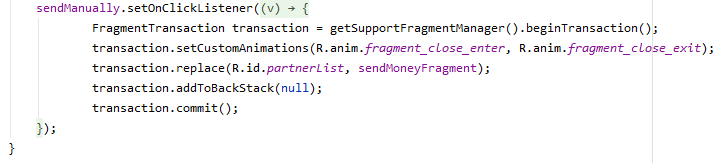 sendManually.setOnClickListener((v) → {
FragmentTransaction transaction = getSupportFragmentManager().beginTransaction();
transaction.setCustomAnimations(R.anim.fragment_close_enter, R.anim.fragment_close_exit);
transaction.replace(R.id.partnerList, sendMoneyFragment);
transaction.addToBackStack(null);
transaction.commit();
});
}